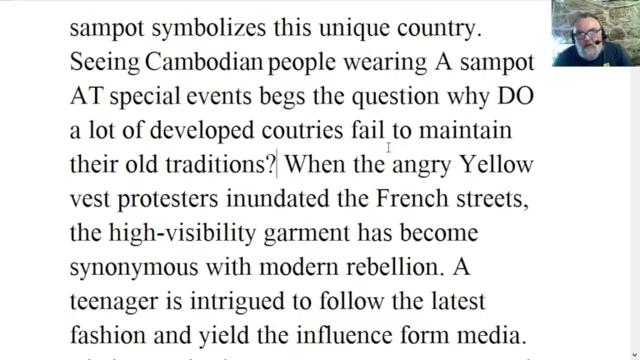 sampot symbolizes this unique country.
Seeing Cambodian people wearing A sampot
AT special events begs the question why DO
a lot of developed coutries fail to maintain
their old traditions? When the angry Yellow
vest protesters inundated the French streets,
the high-visibility garment has become
synonymous with modern rebellion. A
teenager is intrigued to follow the latest
fashion and yield the influence form media.